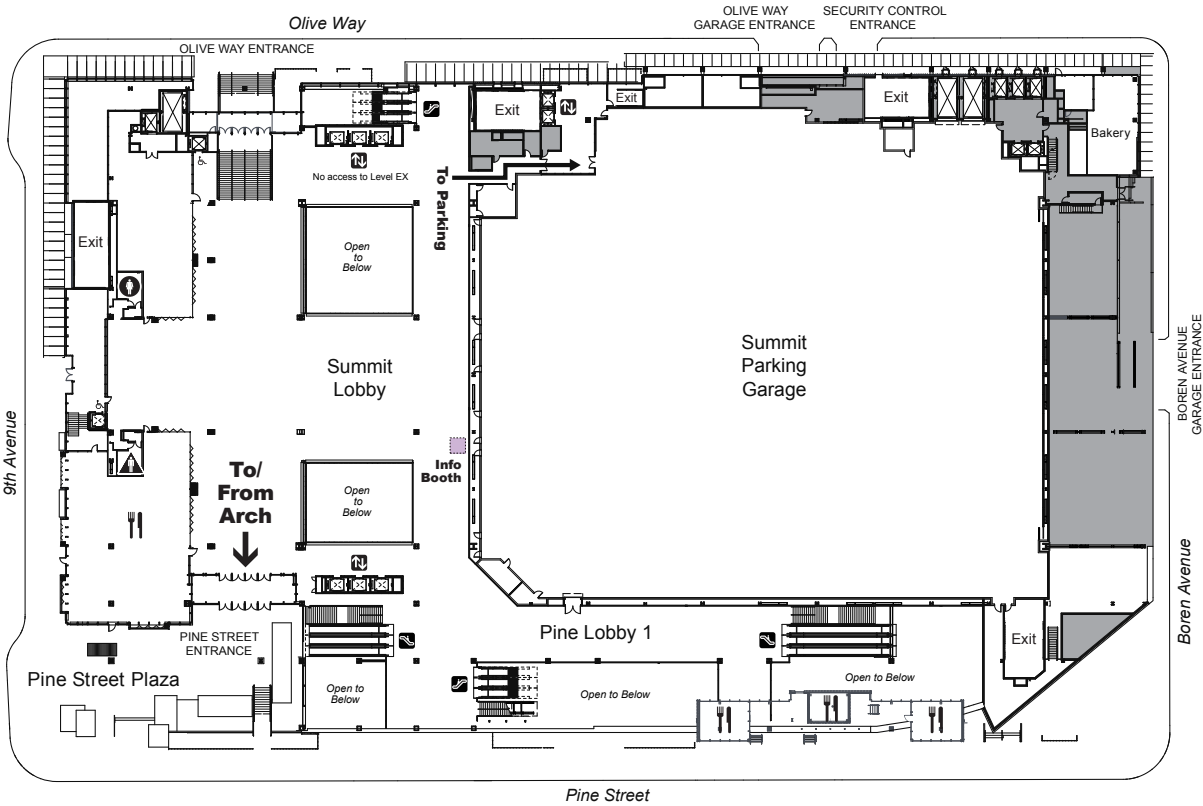 Olive Way
OLIVE WAY
GARAGE ENTRANCE
SECURITY CONTROL
ENTRANCE
OLIVE WAY ENTRANCE
Exit
Exit
Exit
Bakery
No access to Level EX
To Parking
Exit
Open
to
Below
Summit
Lobby
Summit
Parking
Garage
BOREN AVENUE
GARAGE ENTRANCE
9th Avenue
Info
Booth
To/
From
Arch
Open
to
Below
Boren Avenue
PINE STREET
ENTRANCE
Pine Lobby 1
Exit
Pine Street Plaza
Open to
Below
Open to Below
Open to Below
Pine Street